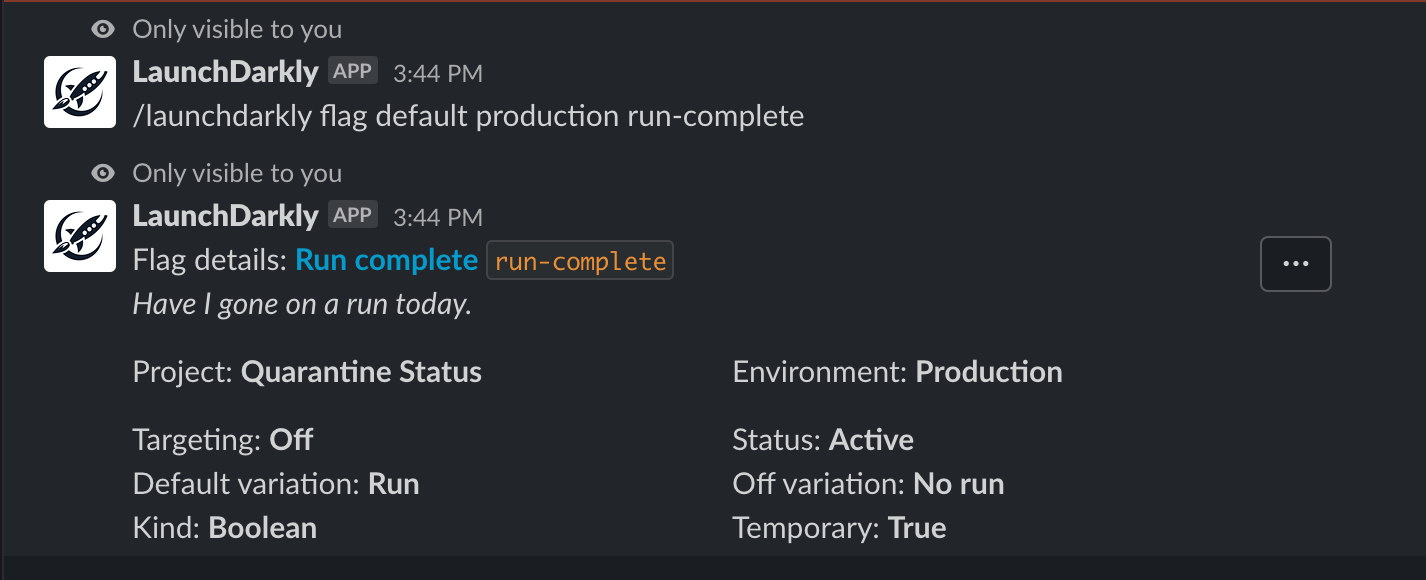 Only visible to you
LaunchDarkly APP 3:44 PM
/launchdarkly flag default production run-complete
Only visible to you
LaunchDarkly APP 3:44 PM
Flag details: Run complete run-complete
Have I gone on a run today.
Project: Quarantine Status Environment: Production
Targeting: Off Status: Active
Default variation: Run Off variation: No run
Kind: Boolean Temporary: True